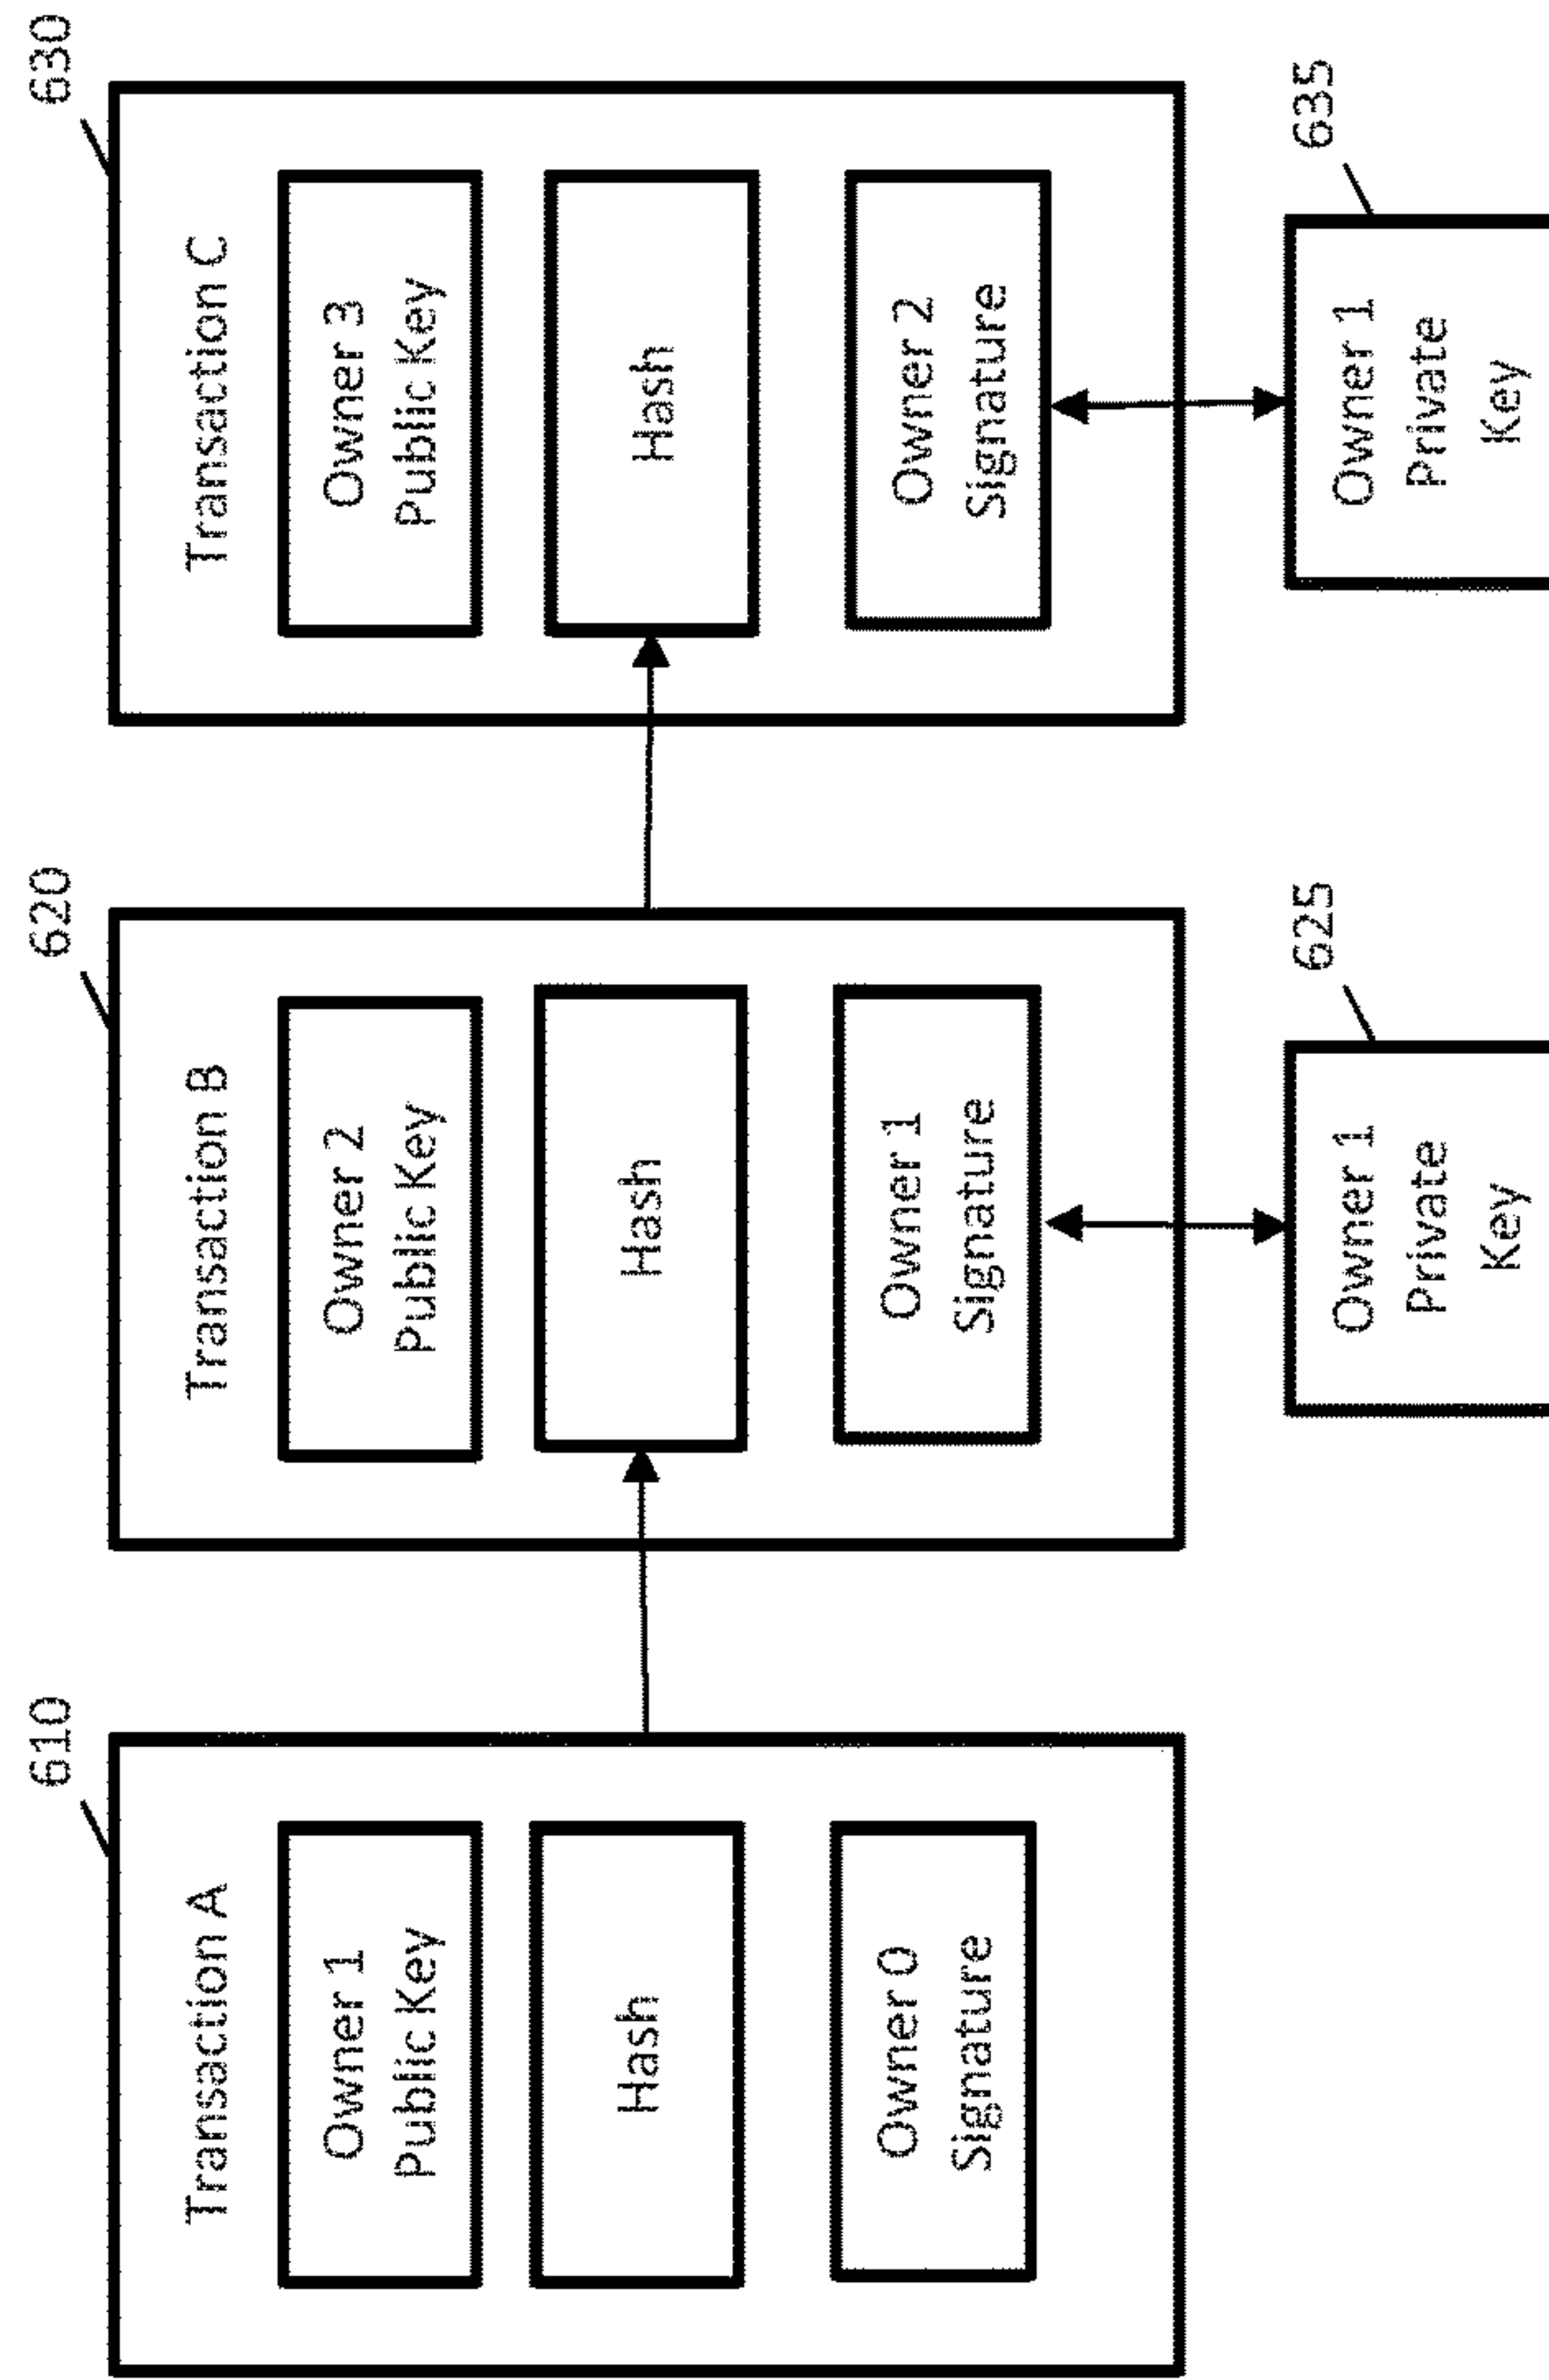 610
Transaction A
Owner 1
Public Key
Hash
Owner 0
Signature
620
Transaction B
Owner 2
Public Key
Hash
Owner 1
Signature
625
Owner 1
Private
Key
630
Transaction C
Owner 3
Public Key
Hash
Owner 2
Signature
635
Owner 1
Private
Key